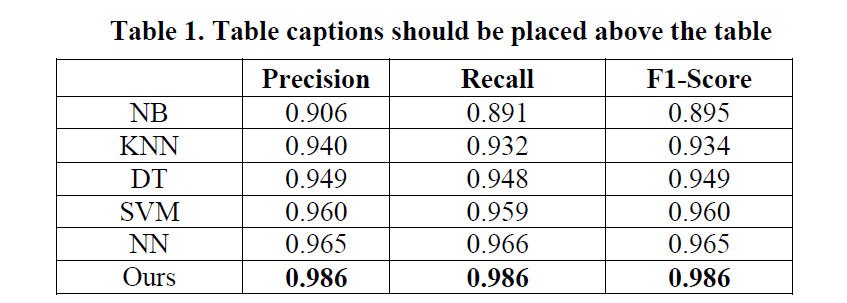 Table 1. Table captions should be placed above the table
Precision Recall F1-Score
NB 0.906 0.891 0.895
KNN 0.940 0.932 0.934
DT 0.949 0.948 0.949
SVM 0.960 0.959 0.960
NN 0.965 0.966 0.965
Ours 0.986 0.986 0.986